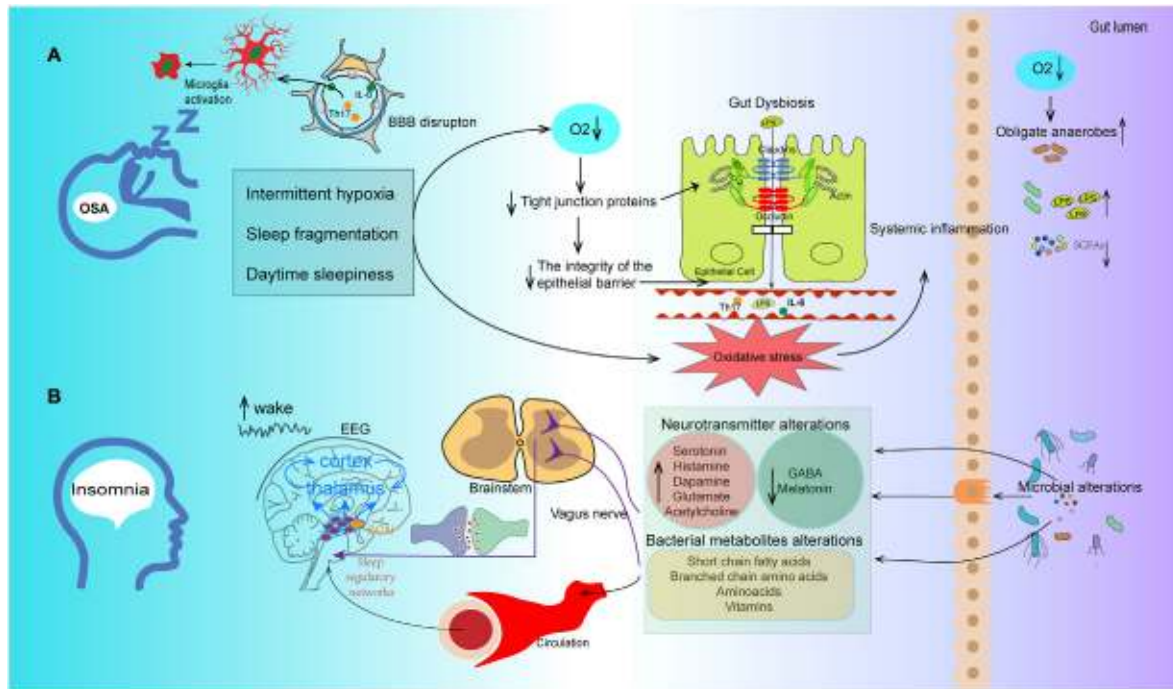 A
Gut lumen
Microglia
activation
IL-6
Th17
BBB disrupton
OSA
Intermittent hypoxia
Sleep fragmentation
Daytime sleepiness
O2
Tight junction proteins
The integrity of the
epithelial barrier
Gut Dysbiosis
LPS
Claudins
Actin
Occludin
Epithelial Cell
Th17
LPS
IL-6
Oxidative stress
Systemic inflammation
O2
Obligate anaerobes
LPS
LPS
LPS
SCFAs
B
Insomnia
wake
EEG
cortex
thalamus
Sleep
regulatory
networks
Brainstem
Vagus nerve
Circulation
Neurotransmitter alterations
Serotonin
Histamine
Dapamine
Glutamate
Acetylcholine
GABA
Melatonin
Bacterial metabolites alterations
Short chain fatty acids
Branched chain amino acids
Aminoacids
Vitamins
Microbial alterations